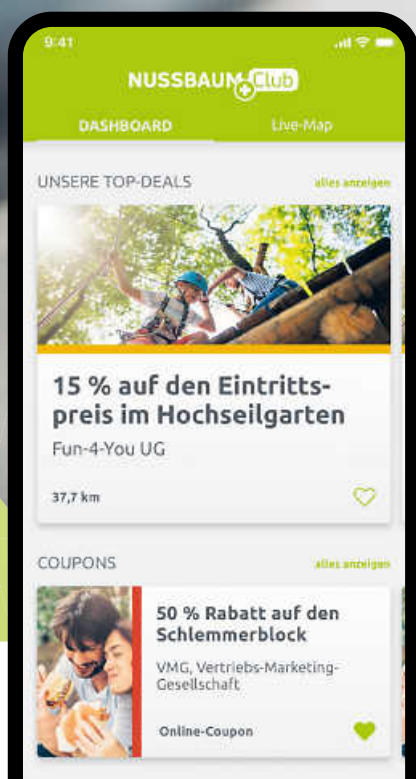 9:41
NUSSBAUM Club
DASHBOARD Live-Map
UNSERE TOP-DEALS alles anzeigen
15 % auf den Eintritts-
preis im Hochseilgarten
Fun-4-You UG
37,7 km
COUPONS alles anzeigen
50 % Rabatt auf den
Schlemmerblock
VMG, Vertriebs-Marketing-
Gesellschaft
Online-Coupon